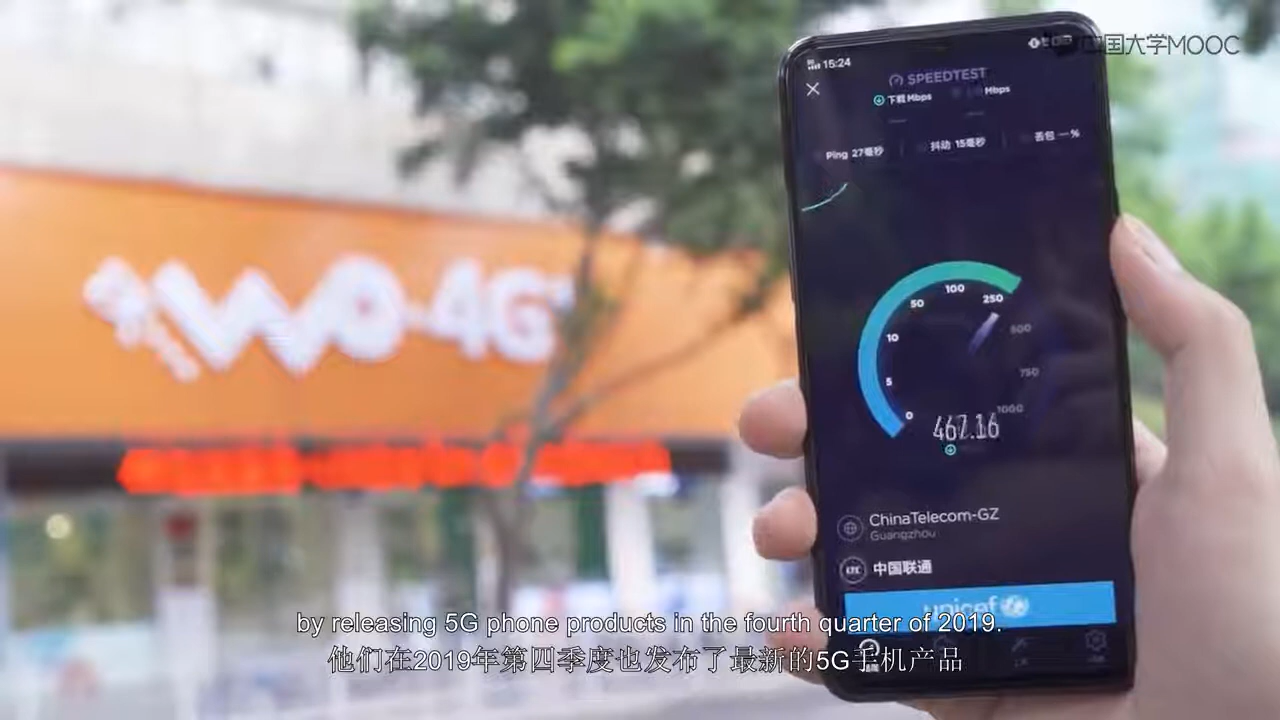 中国大学MOOC
15:24
SPEEDTEST
下载 Mbps
Mbps
Ping 27毫秒
抖动 15毫秒
丢包 一 %
WO-4G+
0
5
10
50
100
250
500
750
1000
467.16
ChinaTelecom-GZ
Guangzhou
中国联通
unicef
by releasing 5G phone products in the fourth quarter of 2019.
他们在2019年第四季度也发布了最新的5G手机产品